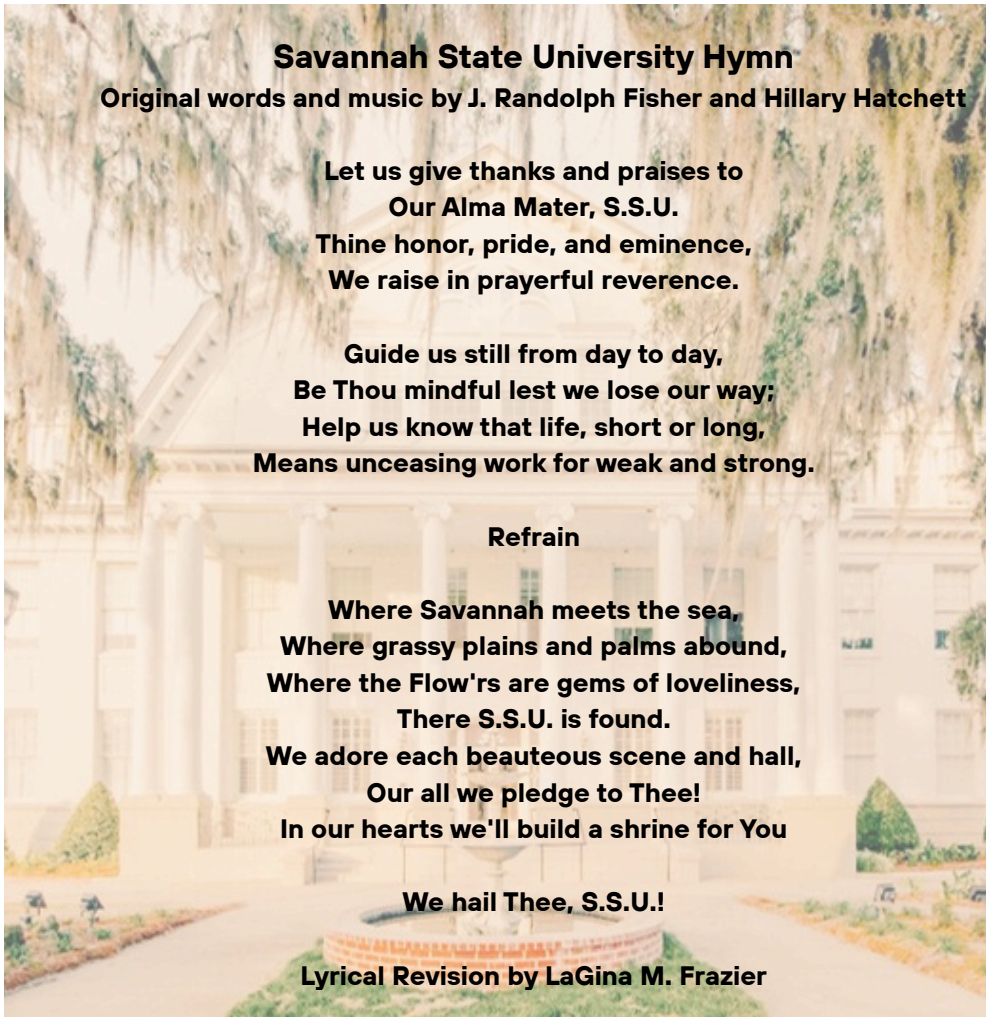 Savannah State University Hymn
Original words and music by J. Randolph Fisher and Hillary Hatchett
Let us give thanks and praises to
Our Alma Mater, S.S.U.
Thine honor, pride, and eminence,
We raise in prayerful reverence.
Guide us still from day to day,
Be Thou mindful lest we lose our way;
Help us know that life, short or long,
Means unceasing work for weak and strong.
Refrain
Where Savannah meets the sea,
Where grassy plains and palms abound,
Where the Flow'rs are gems of loveliness,
There S.S.U. is found.
We adore each beauteous scene and hall,
Our all we pledge to Thee!
In our hearts we'll build a shrine for You
We hail Thee, S.S.U.!
Lyrical Revision by LaGina M. Frazier